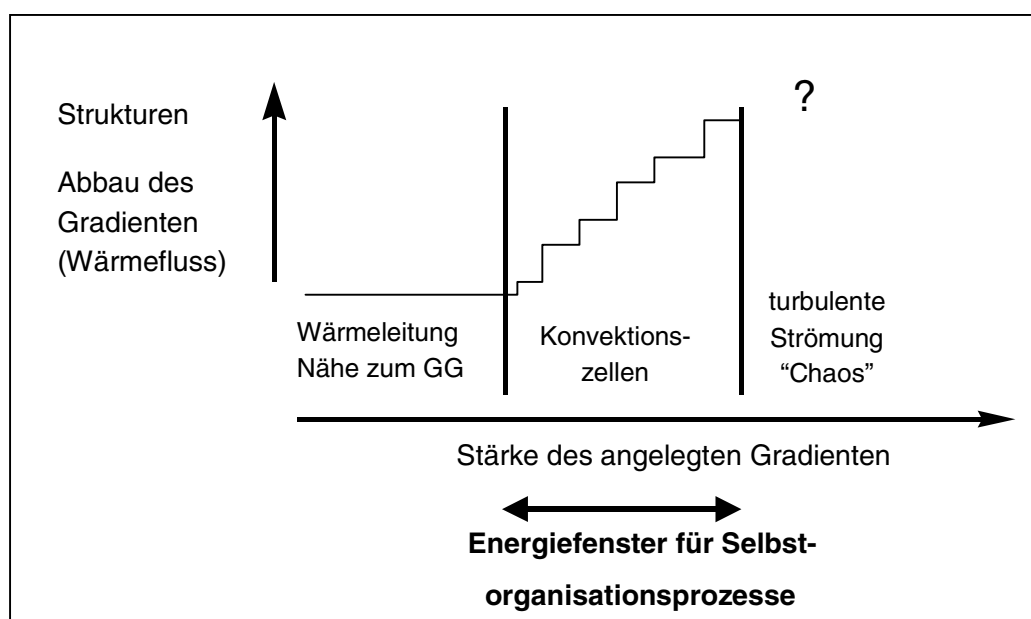 ?
Strukturen
Abbau des
Gradienten
(Wärmefluss)
Wärmeleitung
Nähe zum GG
Konvektions-
zellen
turbulente
Strömung
“Chaos”
Stärke des angelegten Gradienten
Energiefenster für Selbst-
organisationsprozesse